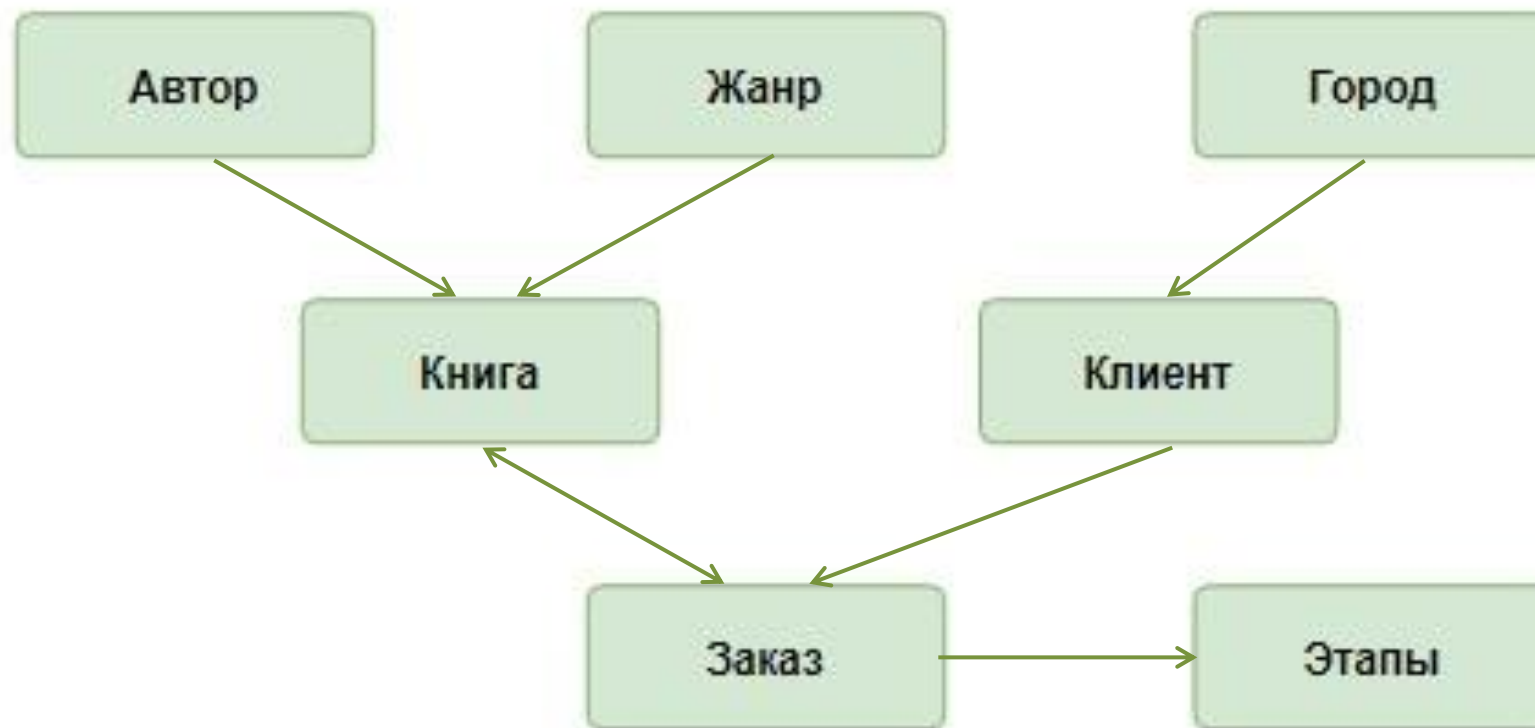 Автор
Жанр
Город
Книга
Клиент
Заказ
Этапы